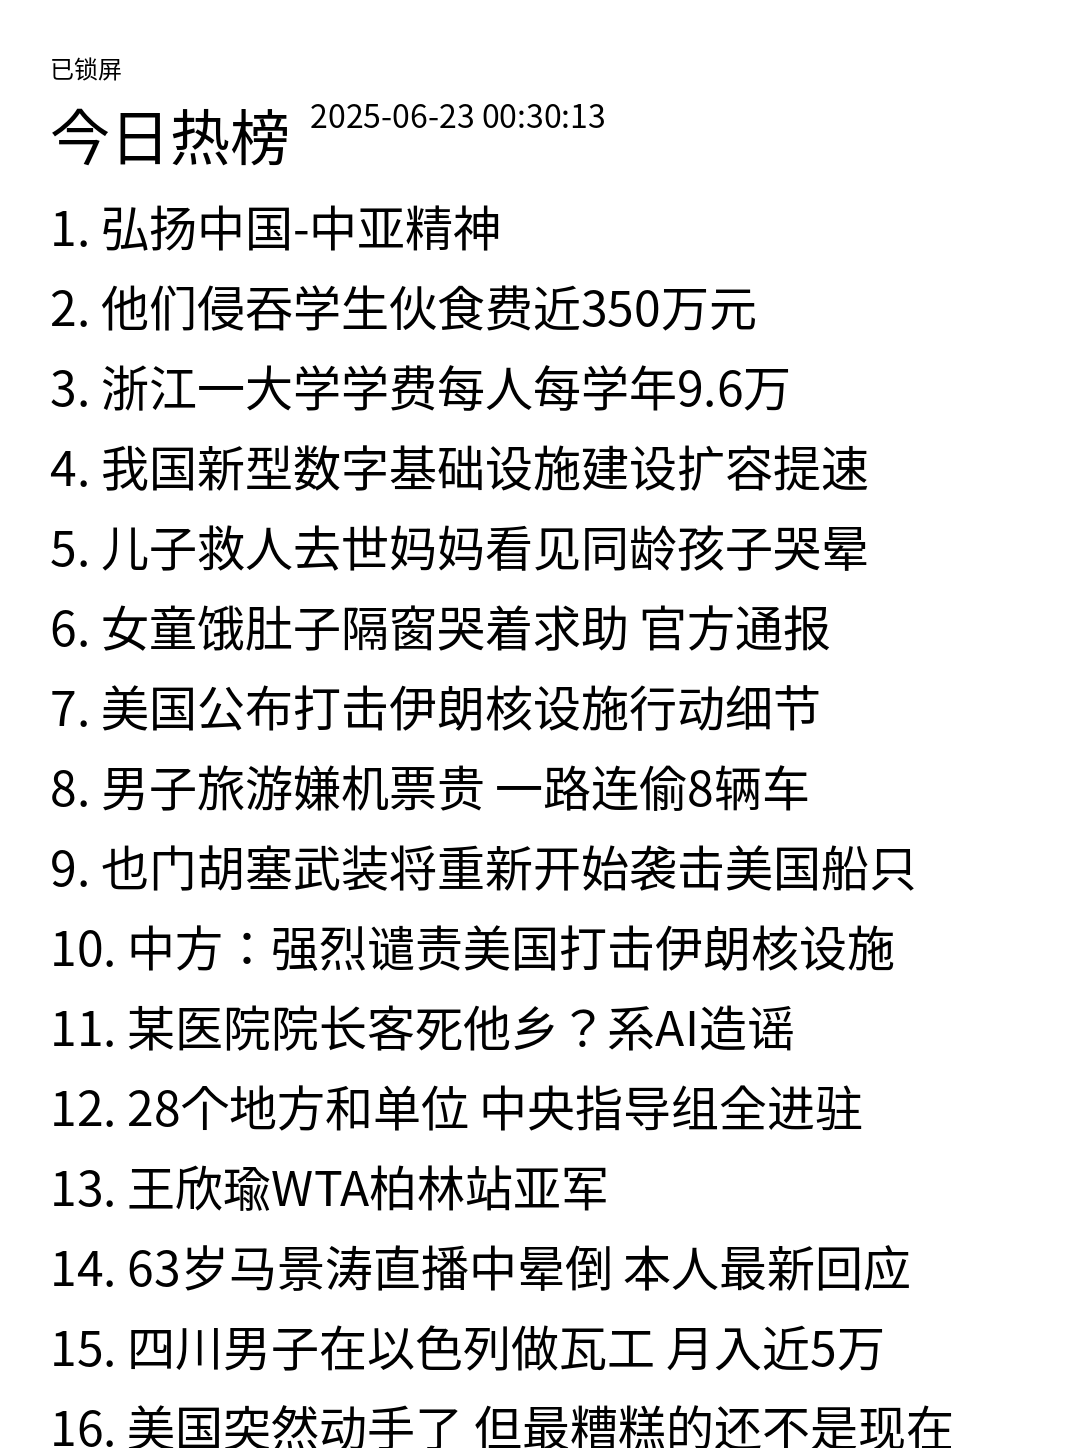 已锁屏
今日热榜 2025-06-23 00:30:13
1. 弘扬中国-中亚精神
2. 他们侵吞学生伙食费近350万元
3. 浙江一大学学费每人每学年9.6万
4. 我国新型数字基础设施建设扩容提速
5. 儿子救人去世妈妈看见同龄孩子哭晕
6. 女童饿肚子隔窗哭着求助 官方通报
7. 美国公布打击伊朗核设施行动细节
8. 男子旅游嫌机票贵 一路连偷8辆车
9. 也门胡塞武装将重新开始袭击美国船只
10. 中方：强烈谴责美国打击伊朗核设施
11. 某医院院长客死他乡？系AI造谣
12. 28个地方和单位 中央指导组全进驻
13. 王欣瑜WTA柏林站亚军
14. 63岁马景涛直播中晕倒 本人最新回应
15. 四川男子在以色列做瓦工 月入近5万
16. 美国突然动手了 但最糟糕的还不是现在